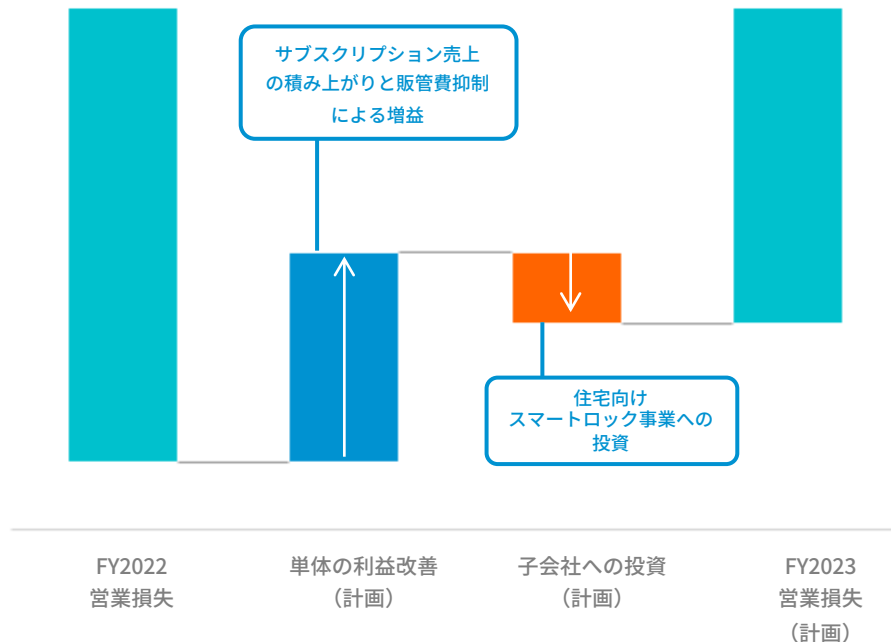 サブスクリプション売上
の積み上がりと販管費抑制
による増益
住宅向け
スマートロック事業への
投資
FY2022
営業損失
単体の利益改善
（計画）
子会社への投資
（計画）
FY2023
営業損失
（計画）